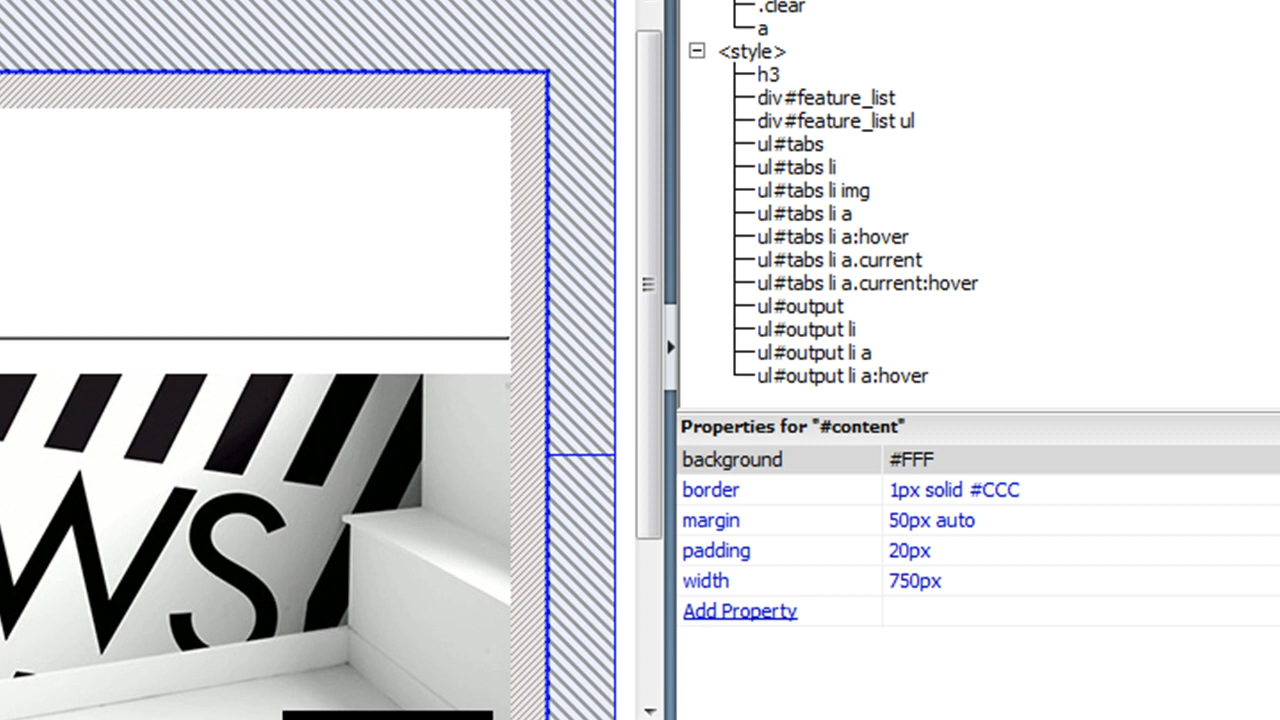 .clear
a
<style>
h3
div#feature_list
div#feature_list ul
ul#tabs
ul#tabs li
ul#tabs li img
ul#tabs li a
ul#tabs li a:hover
ul#tabs li a.current
ul#tabs li a.current:hover
ul#output
ul#output li
ul#output li a
ul#output li a:hover
WS
Properties for "#content"
background #FFF
border 1px solid #CCC
margin 50px auto
padding 20px
width 750px
Add Property